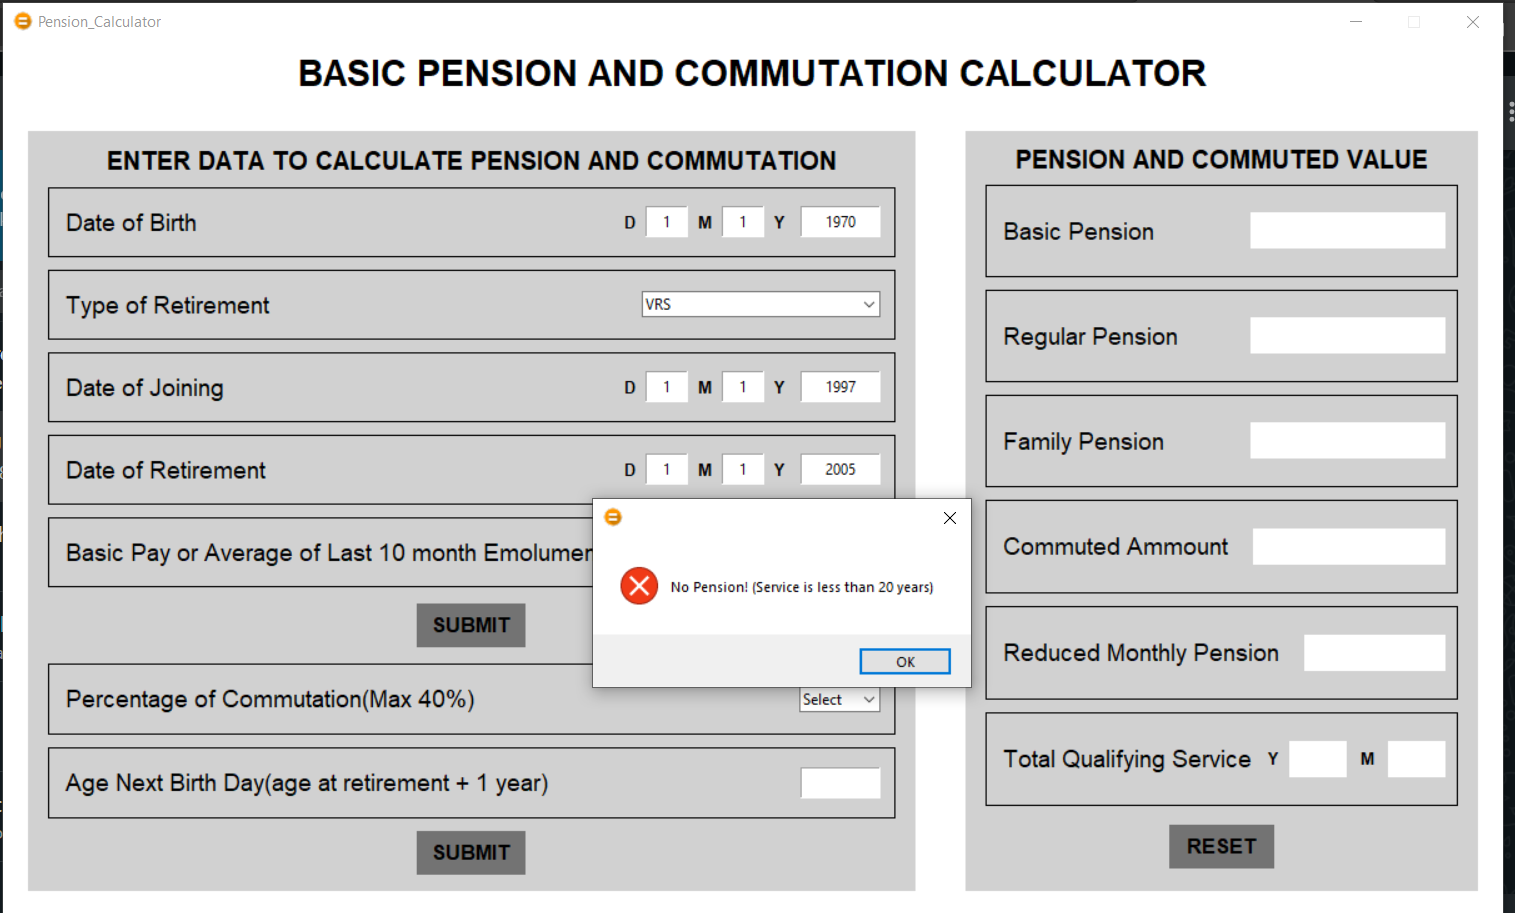 Pension_Calculator
BASIC PENSION AND COMMUTATION CALCULATOR
ENTER DATA TO CALCULATE PENSION AND COMMUTATION
Date of Birth D 1 M 1 Y 1970
Type of Retirement VRS
Date of Joining D 1 M 1 Y 1997
Date of Retirement D 1 M 1 Y 2005
Basic Pay or Average of Last 10 month
SUBMIT
No Pension! (Service is less than 20 years)
OK
Percentage of Commutation(Max 40%) Select
Age Next Birth Day(age at retirement + 1 year)
SUBMIT
PENSION AND COMMUTED VALUE
Basic Pension
Regular Pension
Family Pension
Commuted Ammount
Reduced Monthly Pension
Total Qualifying Service Y M
RESET